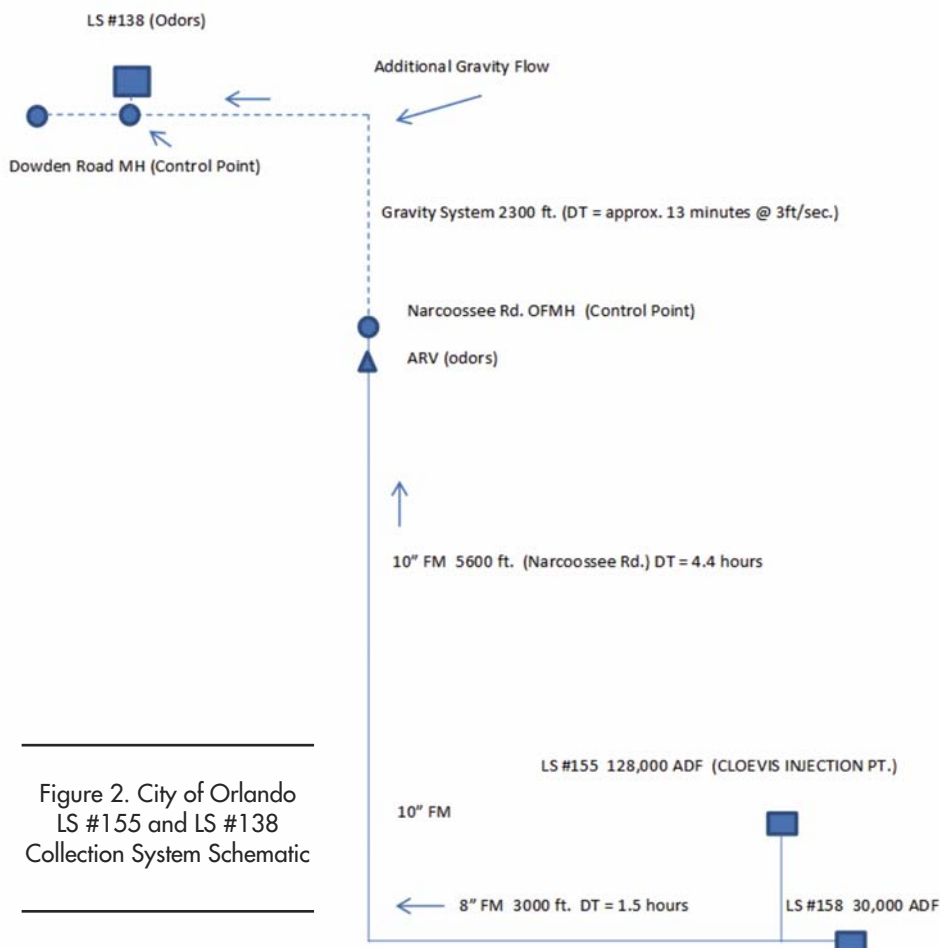 LS #138 (Odors)
Additional Gravity Flow
Dowden Road MH (Control Point)
Gravity System 2300 ft. (DT = approx. 13 minutes @ 3ft/sec.)
Narcoossee Rd. OFMH (Control Point)
ARV (odors)
10” FM 5600 ft. (Narcoossee Rd.) DT = 4.4 hours
LS #155 128,000 ADF (CLOEVIS INJECTION PT.)
10” FM
8” FM 3000 ft. DT = 1.5 hours
LS #158 30,000 ADF
Figure 2. City of Orlando
LS #155 and LS #138
Collection System Schematic